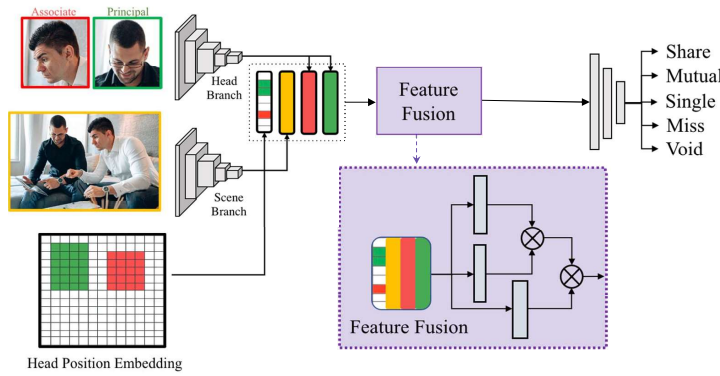 Associate
Principal
Head
Branch
Scene
Branch
Head Position Embedding
Feature
Fusion
Feature Fusion
Share
Mutual
Single
Miss
Void